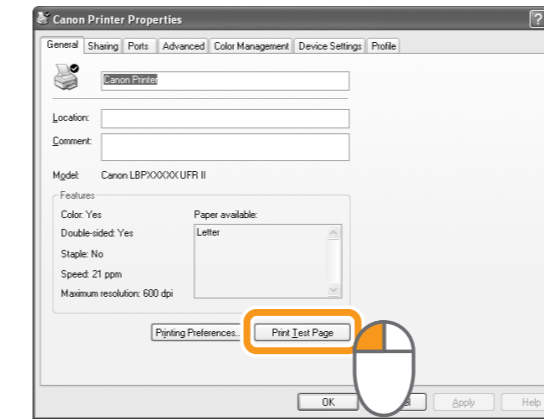 Canon Printer Properties
?
General Sharing Ports Advanced Color Management Device Settings Profile
Canon Printer
Location:
Comment:
Model: Canon LBPXXXXX UFR II
Features
Color: Yes Paper available:
Double-sided: Yes Letter
Staple: No
Speed: 21 ppm
Maximum resolution: 600 dpi
Printing Preferences... Print Test Page
OK Apply Help